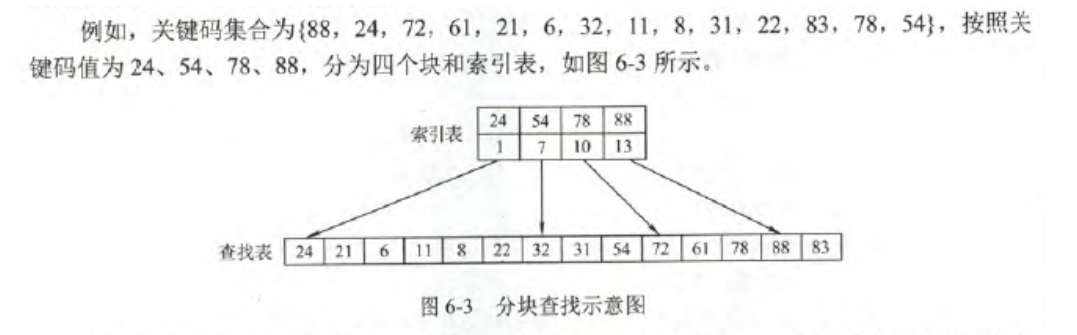 例如，关键码集合为{88，24，72，61，21，6，32，11，8，31，22，83，78，54}，按照关
键码值为 24、54、78、88，分为四个块和索引表，如图 6-3 所示。
索引表 24 54 78 88
1 7 10 13
查找表 24 21 6 11 8 22 32 31 54 72 61 78 88 83
图 6-3 分块查找示意图